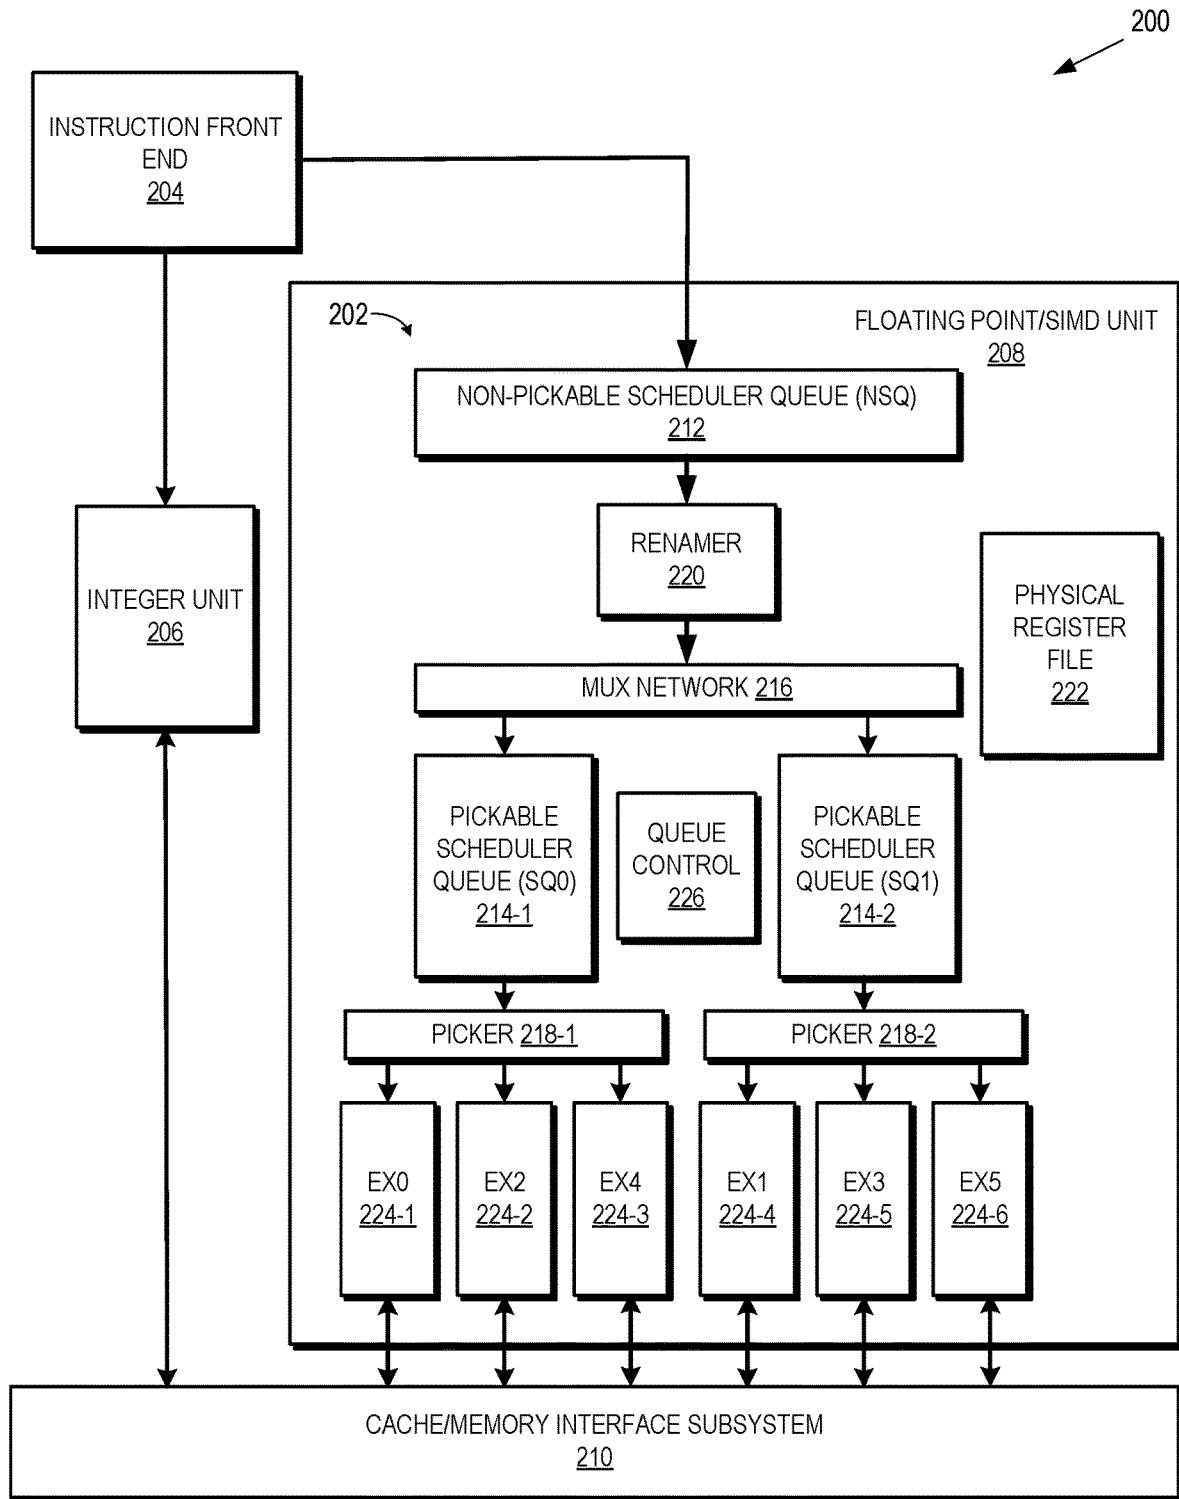 200
INSTRUCTION FRONT
END
204
202
FLOATING POINT/SIMD UNIT
208
NON-PICKABLE SCHEDULER QUEUE (NSQ)
212
RENAMER
220
INTEGER UNIT
206
PHYSICAL
REGISTER
FILE
222
MUX NETWORK 216
PICKABLE
SCHEDULER
QUEUE (SQ0)
214-1
QUEUE
CONTROL
226
PICKABLE
SCHEDULER
QUEUE (SQ1)
214-2
PICKER 218-1
PICKER 218-2
EX0
224-1
EX2
224-2
EX4
224-3
EX1
224-4
EX3
224-5
EX5
224-6
CACHE/MEMORY INTERFACE SUBSYSTEM
210